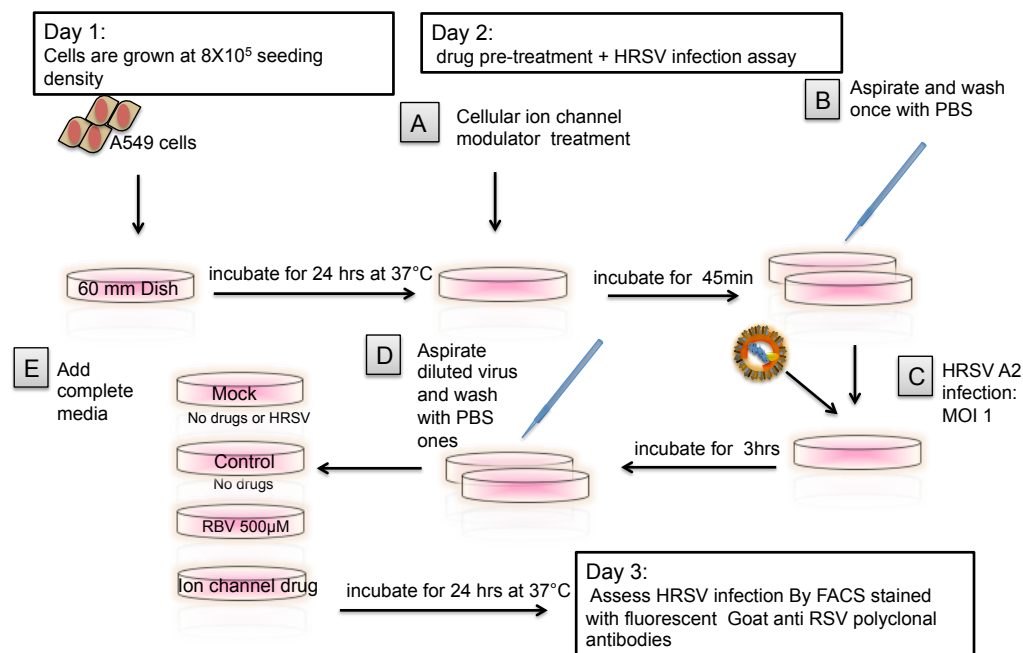 Day 1:
Cells are grown at 8X10⁵ seeding
density
A549 cells
60 mm Dish
incubate for 24 hrs at 37°C
Day 2:
drug pre-treatment + HRSV infection assay
A
Cellular ion channel
modulator treatment
incubate for 45min
B
Aspirate and wash
once with PBS
C
HRSV A2
infection:
MOI 1
incubate for 3hrs
D
Aspirate
diluted virus
and wash
with PBS
ones
E
Add
complete
media
Mock
No drugs or HRSV
Control
No drugs
RBV 500µM
Ion channel drug
incubate for 24 hrs at 37°C
Day 3:
Assess HRSV infection By FACS stained
with fluorescent Goat anti RSV polyclonal
antibodies